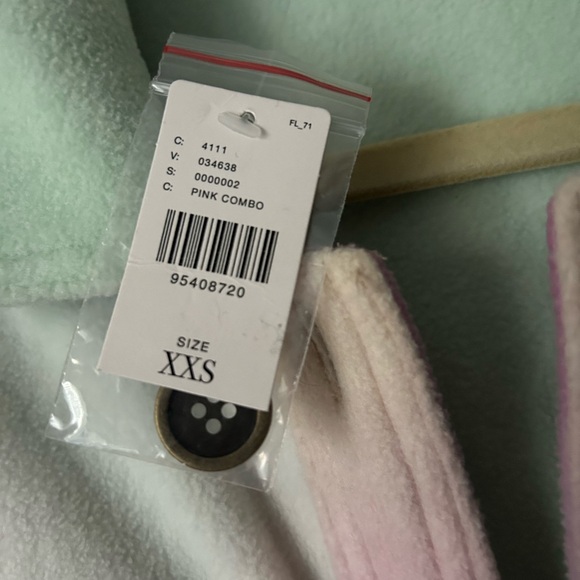 FL_71
C: 4111
V: 034638
S: 0000002
C: PINK COMBO
95408720
SIZE
XXS